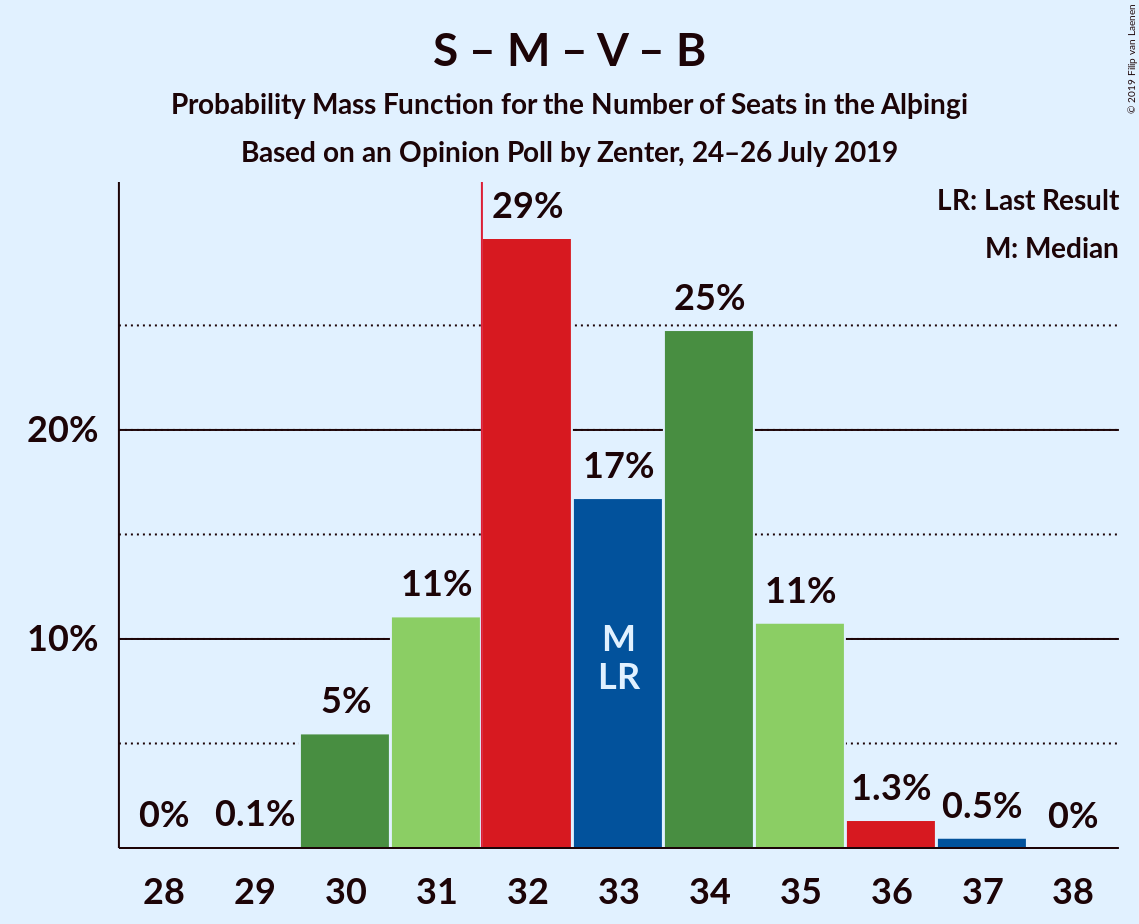 S – M – V – B
Probability Mass Function for the Number of Seats in the Alþingi
Based on an Opinion Poll by Zenter, 24–26 July 2019
© 2019 Filip van Laenen
LR: Last Result
M: Median
29%
25%
20%
17%
11%
11%
M
LR
10%
5%
0%
0.1%
1.3%
0.5%
0%
28 29 30 31 32 33 34 35 36 37 38